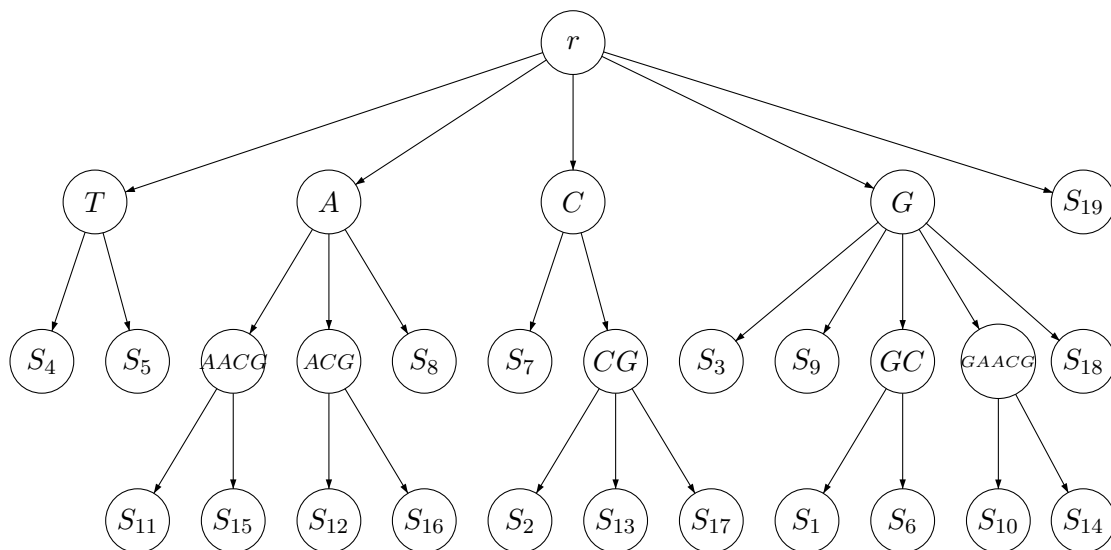 r
T A C G S₁₉
S₄ S₅ AACG ACG S₈ S₇ CG S₃ S₉ GC GAACG S₁₈
S₁₁ S₁₅ S₁₂ S₁₆ S₂ S₁₃ S₁₇ S₁ S₆ S₁₀ S₁₄